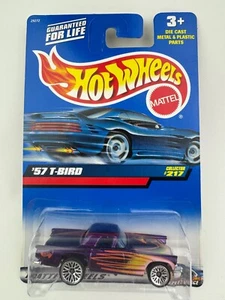 GUARANTEED
FOR LIFE
3+
DIE CAST
METAL & PLASTIC
PARTS
HOT WHEELS
MATTEL
'57 T-BIRD
COLLECTOR
#217